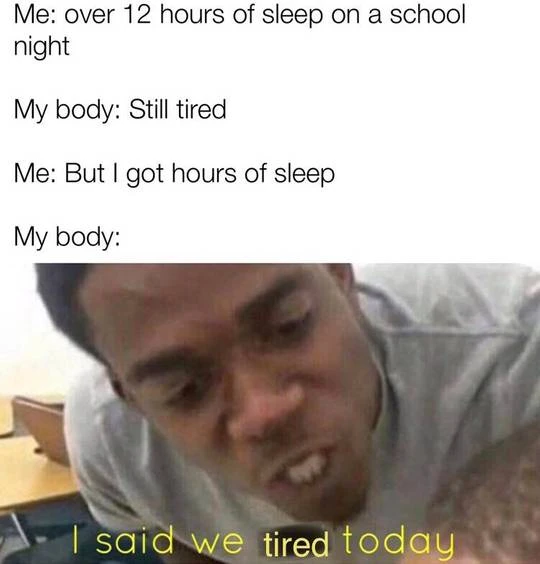 Me: over 12 hours of sleep on a school
night
My body: Still tired
Me: But I got hours of sleep
My body:
I said we tired today